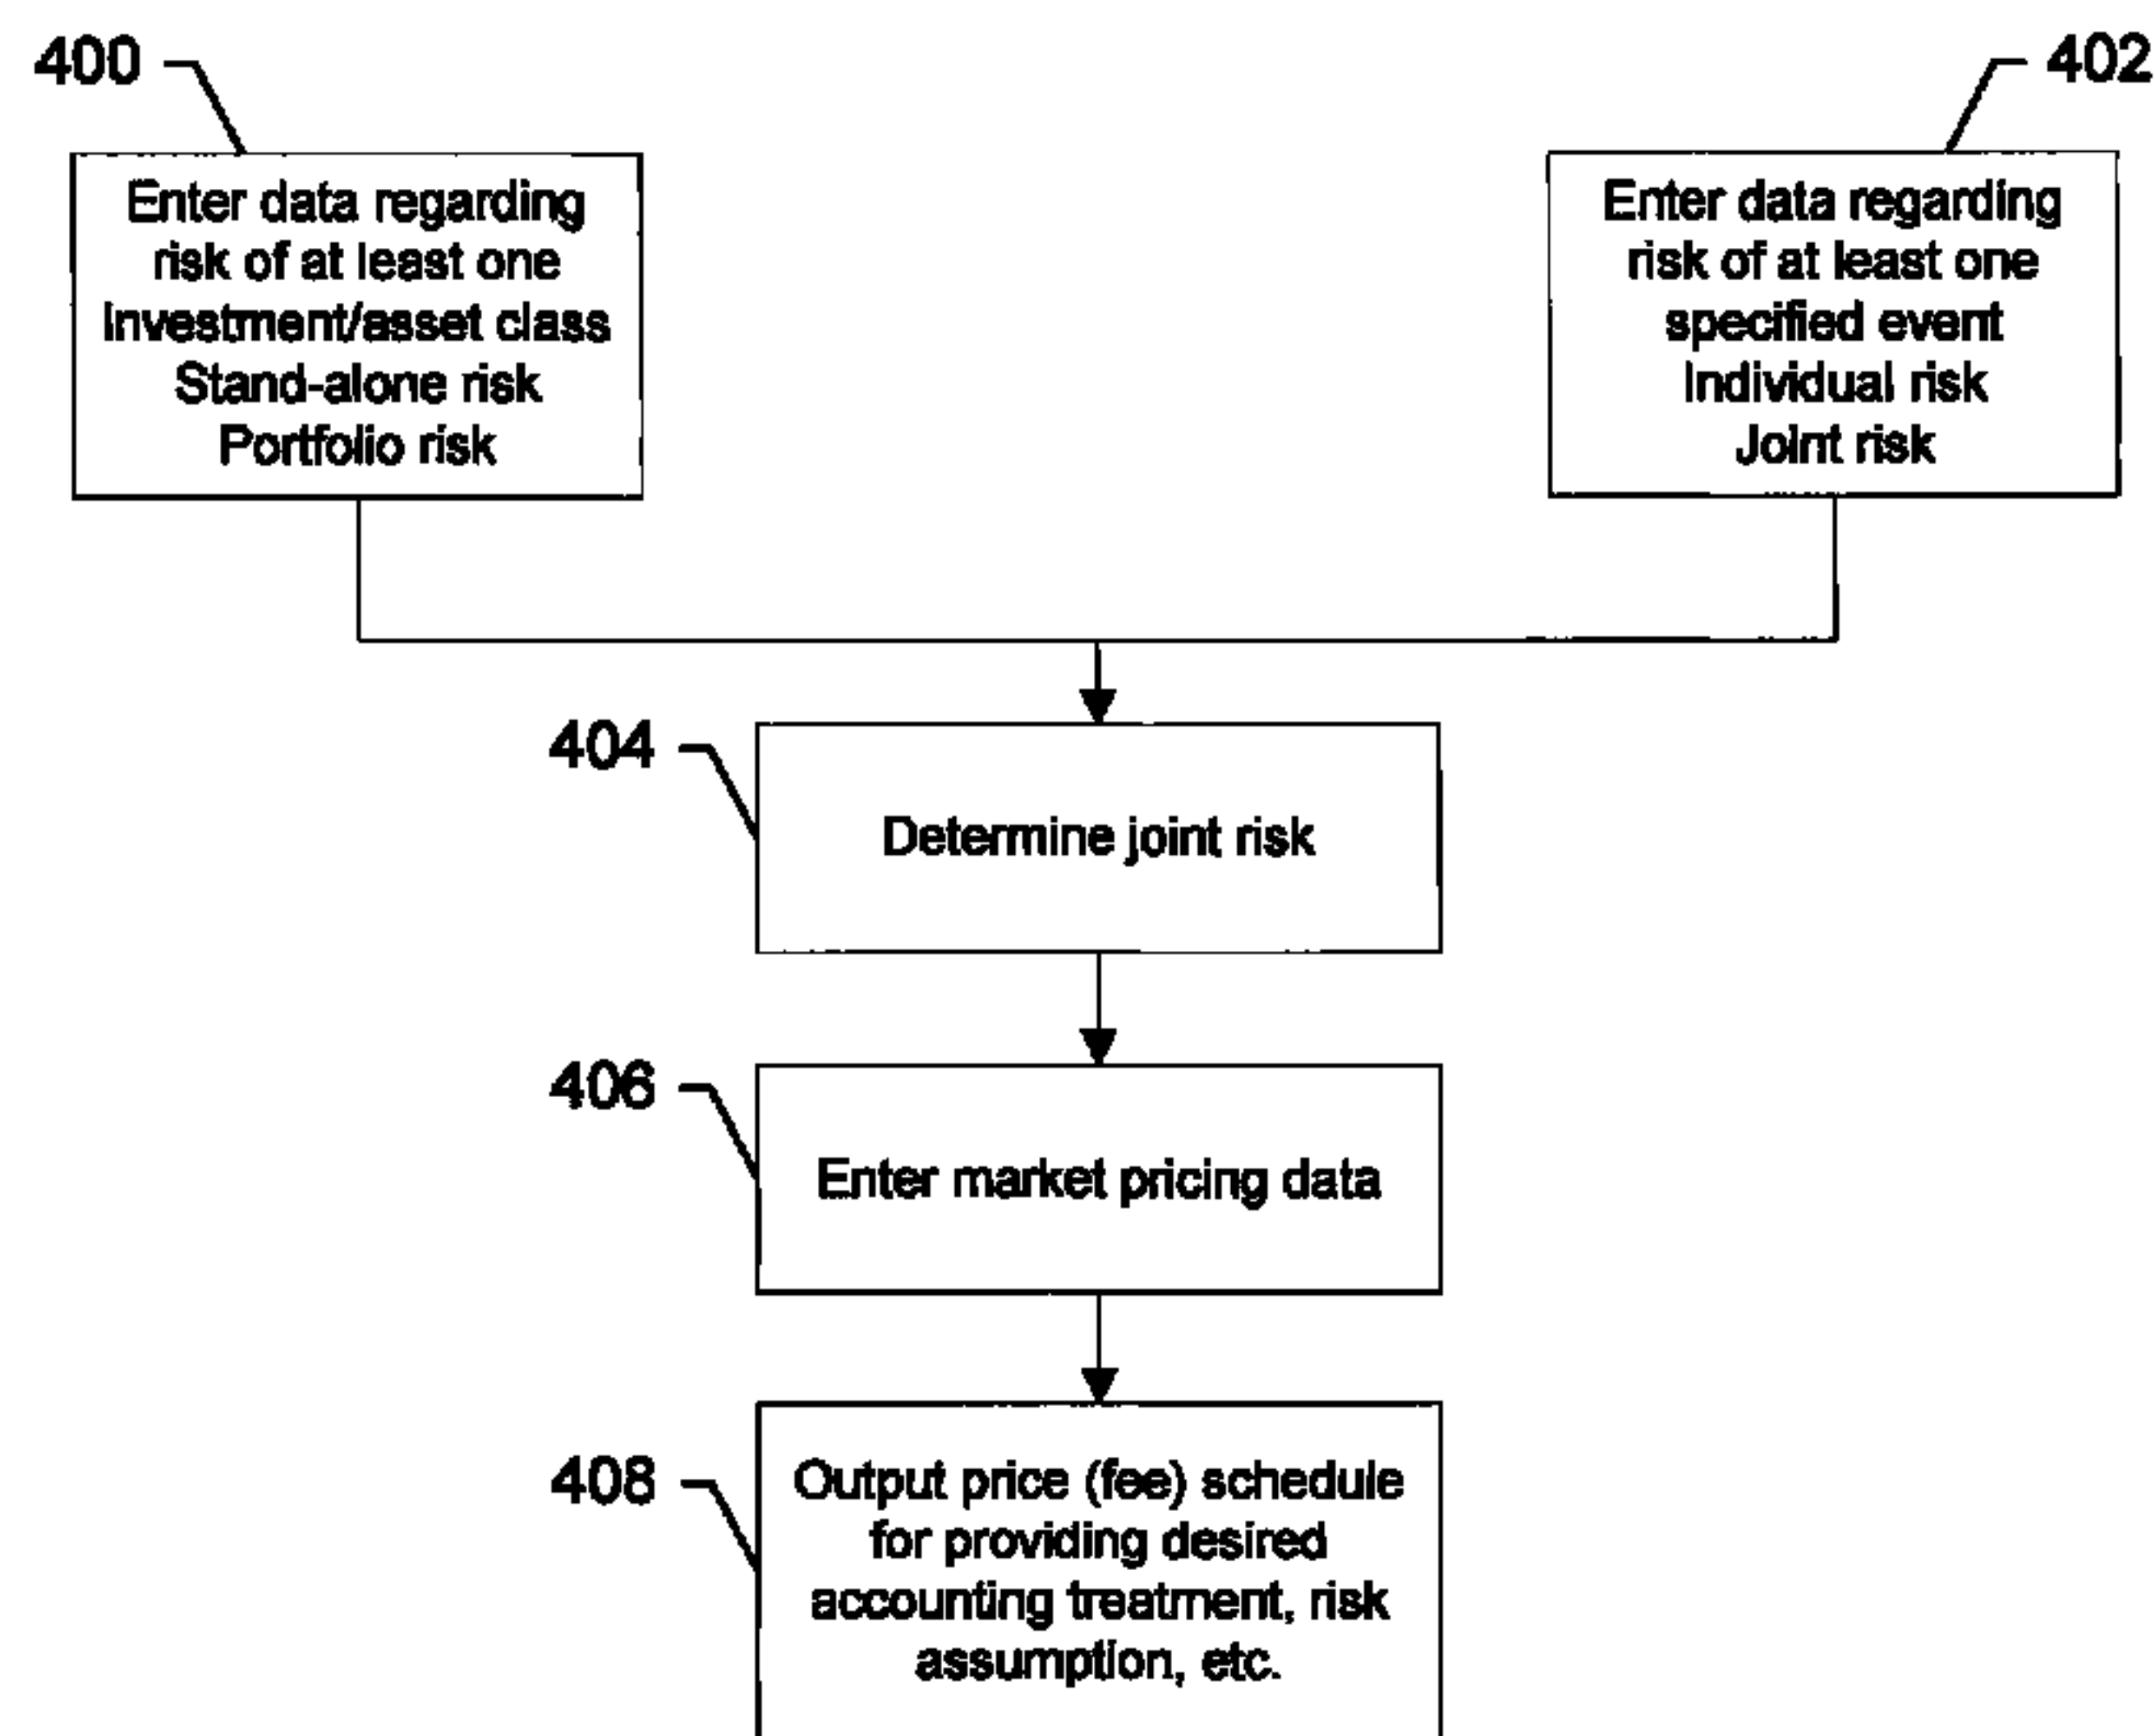 400
402
Enter data regarding
risk of at least one
Investment/asset class
Stand-alone risk
Portfolio risk
Enter data regarding
risk of at least one
specified event
Individual risk
Joint risk
404
Determine joint risk
406
Enter market pricing data
408
Output price (fee) schedule
for providing desired
accounting treatment, risk
assumption, etc.